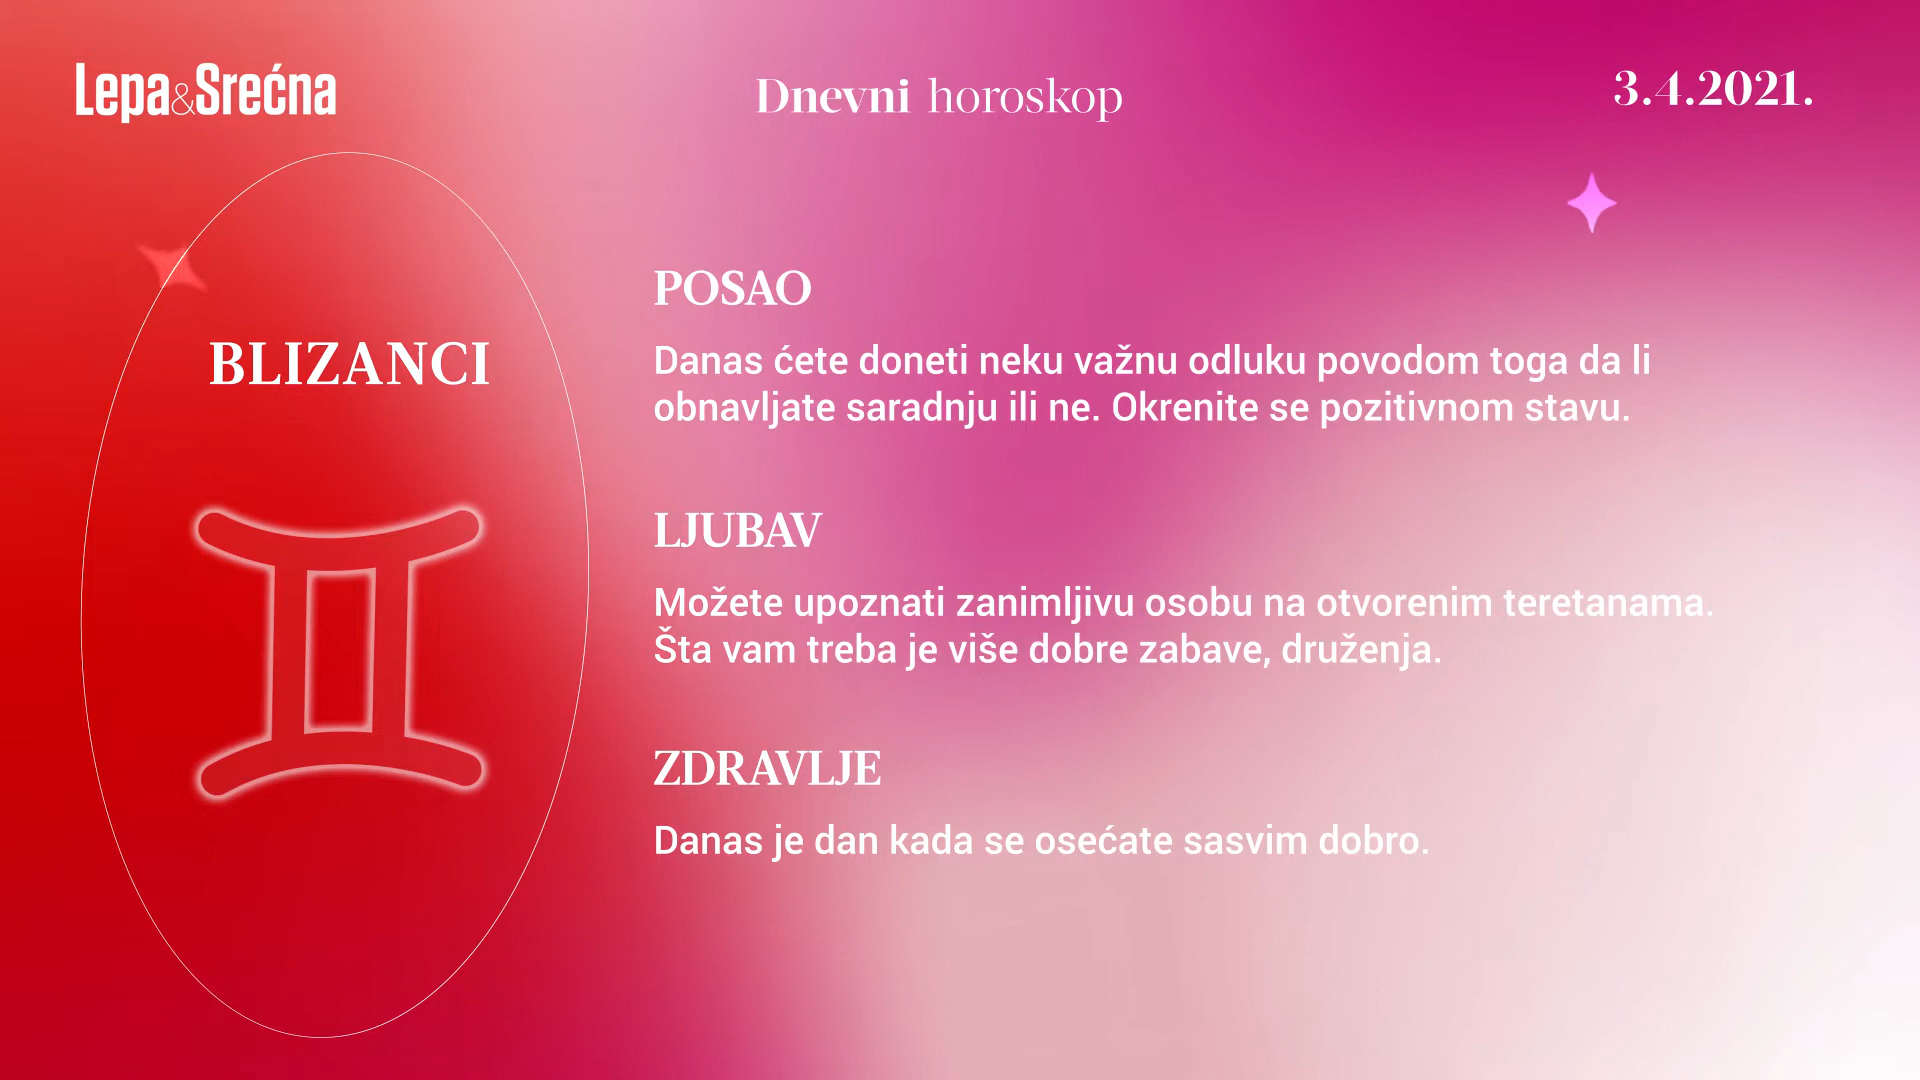 Lepa&Srećna
Dnevni horoskop
3.4.2021.
BLIZANCI
POSAO
Danas ćete doneti neku važnu odluku povodom toga da li
obnavljate saradnju ili ne. Okrenite se pozitivnom stavu.
LJUBAV
Možete upoznati zanimljivu osobu na otvorenim teretanama.
Šta vam treba je više dobre zabave, druženja.
ZDRAVLJE
Danas je dan kada se osećate sasvim dobro.